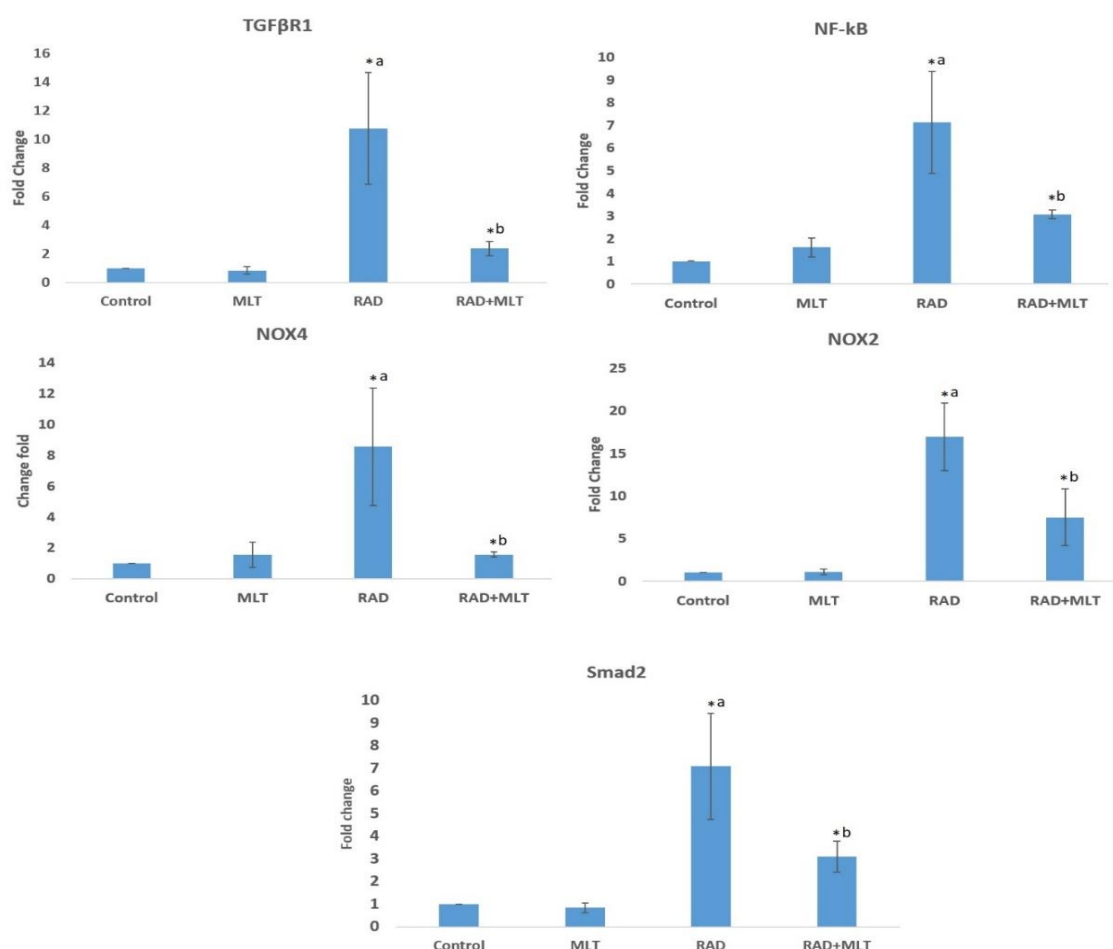 TGFβR1
16
14
12
10
8
6
4
2
0
Fold Change
*a
*b
Control MLT RAD RAD+MLT
NF-kB
10
9
8
7
6
5
4
3
2
1
0
Fold Change
*a
*b
Control MLT RAD RAD+MLT
NOX4
14
12
10
8
6
4
2
0
Change fold
*a
*b
Control MLT RAD RAD+MLT
NOX2
25
20
15
10
5
0
Fold Change
*a
*b
Control MLT RAD RAD+MLT
Smad2
10
9
8
7
6
5
4
3
2
1
0
Fold change
*a
*b
Control MLT RAD RAD+MLT